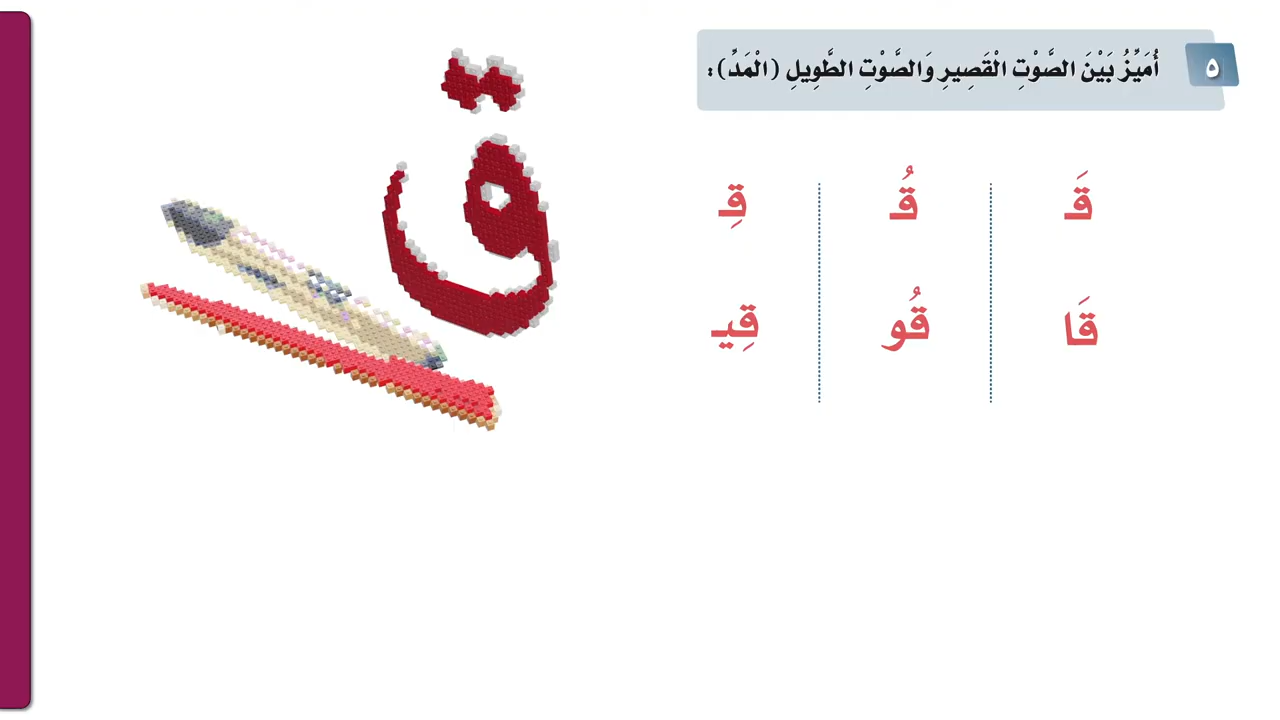 ٥ أُمَيِّزُ بَيْنَ الصَّوْتِ الْقَصِيرِ وَالصَّوْتِ الطَّوِيلِ (الْمَدِّ):
قَـ قُـ قِـ
قَا قُو قِيـ
ق